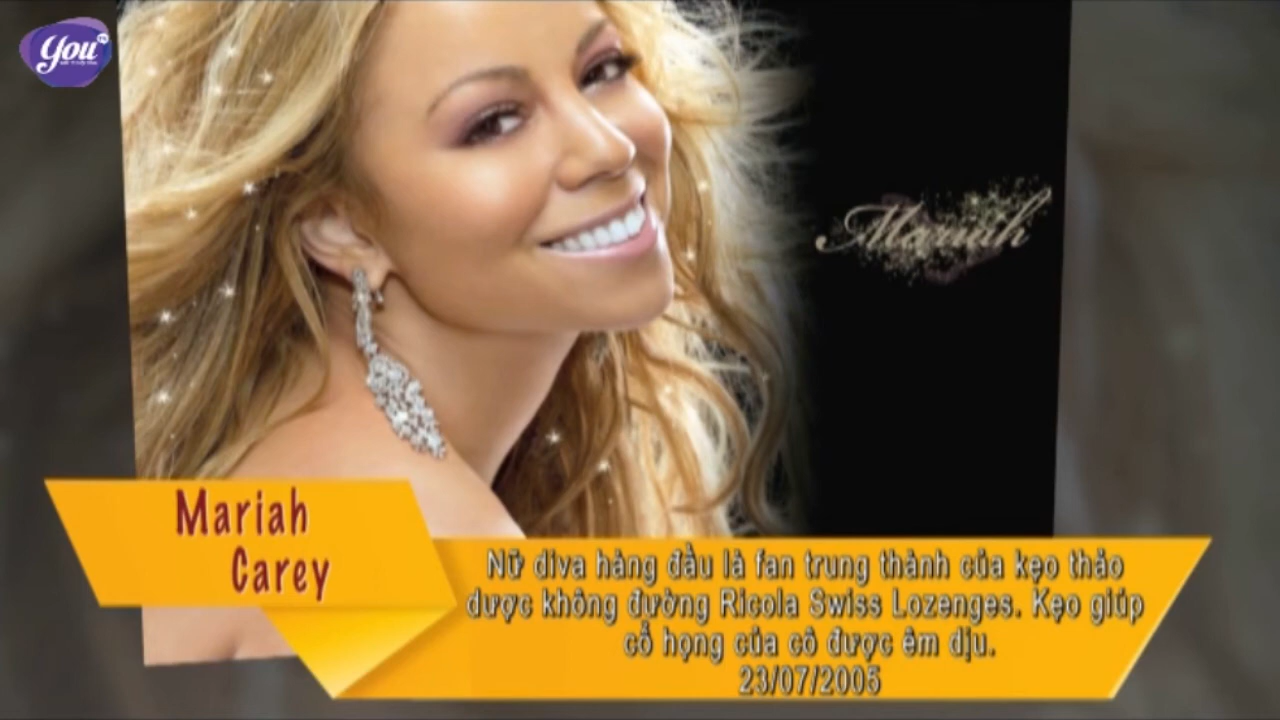 You TV
Mariah
Mariah
Carey
Nữ diva hàng đầu là fan trung thành của kẹo thảo
dược không đường Ricola Swiss Lozenges. Kẹo giúp
cổ họng của cô được êm dịu.
23/07/2005